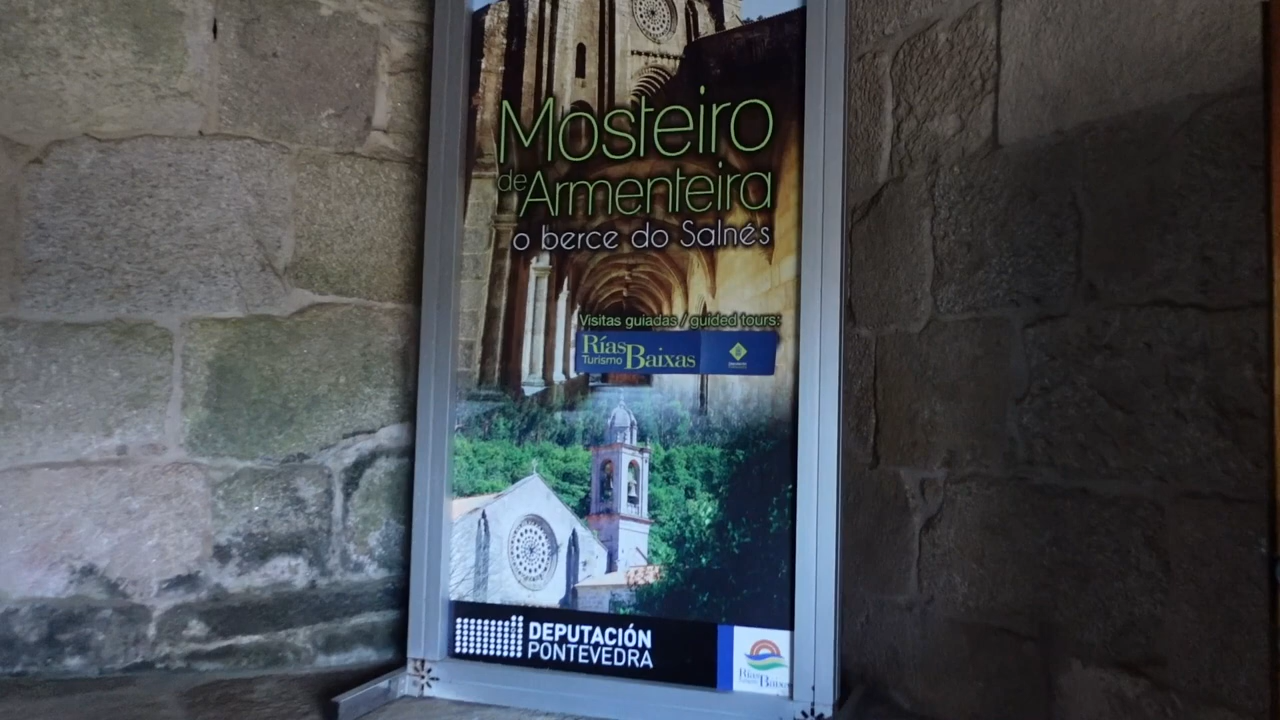 Mosteiro
de Armenteira
o berce do Salnés
Visitas guiadas / guided tours:
Rías
Turismo Baixas
DEPUTACIÓN
PONTEVEDRA
Rías
Baixas